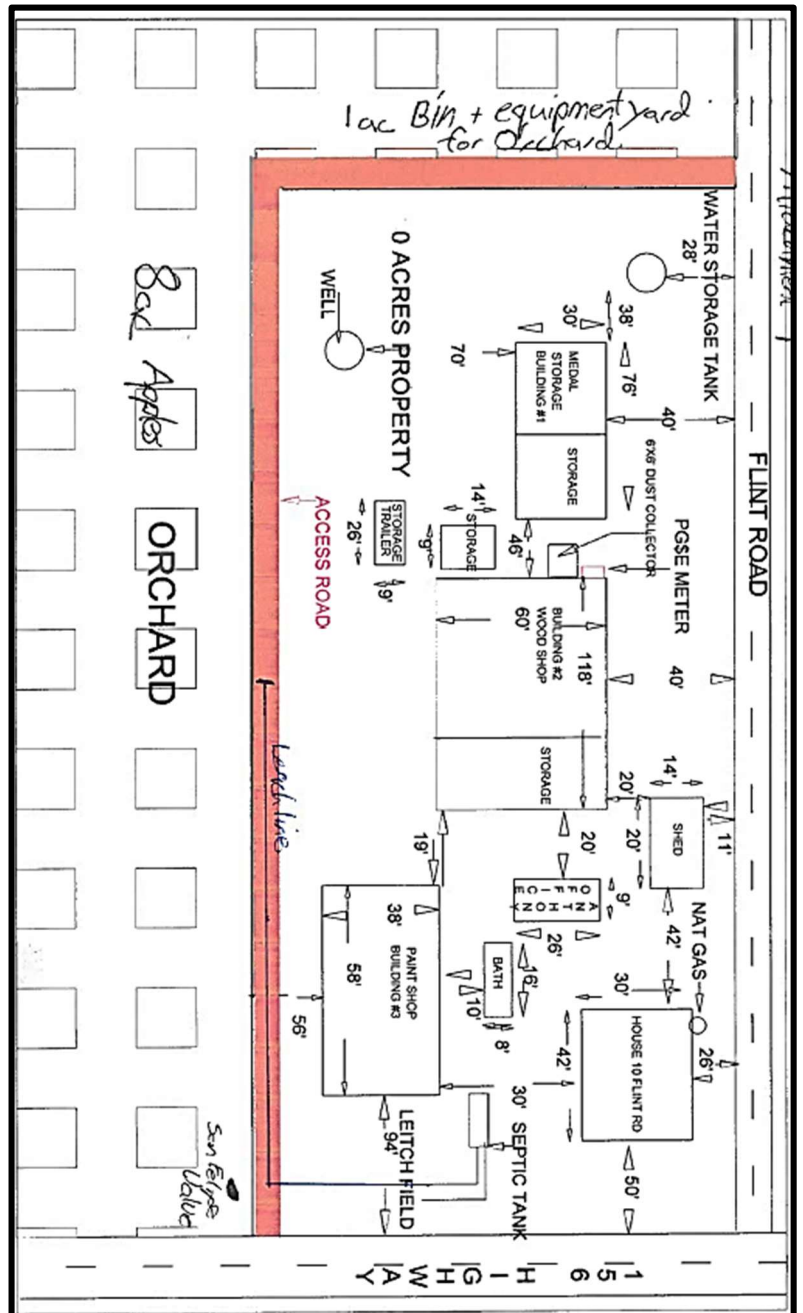 1 ac Bin + equipment yard
for Orchard
FLINT ROAD
WATER STORAGE TANK
28'
38'
30'
76'
40'
MEDAL
STORAGE
BUILDING #1
STORAGE
70'
0 ACRES PROPERTY
WELL
6X6' DUST COLLECTOR
PGSE METER
46'
14'
STORAGE
9'
STORAGE
TRAILER
26'
9'
ACCESS ROAD
40'
118'
BUILDING #2
WOOD SHOP
60'
STORAGE
14'
20'
20'
SHED
11'
NAT GAS
42'
20'
9'
OFFICE
ANTHONY
26'
19'
38'
58'
PAINT SHOP
BUILDING #3
56'
BATH
16'
10'
8'
30'
42'
HOUSE 10 FLINT RD
26'
50'
30'
SEPTIC TANK
94'
LEITCH FIELD
Leach line
8 ac Apples
ORCHARD
San Felipe
Valve
156 HIGHWAY